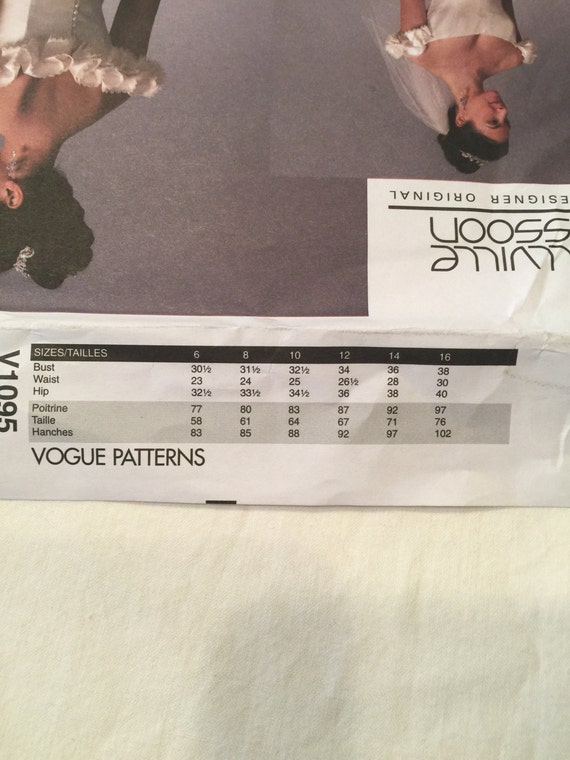 ESIGNER ORIGINAL
LLVILLE
SSOON
V1095
SIZES/TAILLES 6 8 10 12 14 16
Bust 30½ 31½ 32½ 34 36 38
Waist 23 24 25 26½ 28 30
Hip 32½ 33½ 34½ 36 38 40
Poitrine 77 80 83 87 92 97
Taille 58 61 64 67 71 76
Hanches 83 85 88 92 97 102
VOGUE PATTERNS